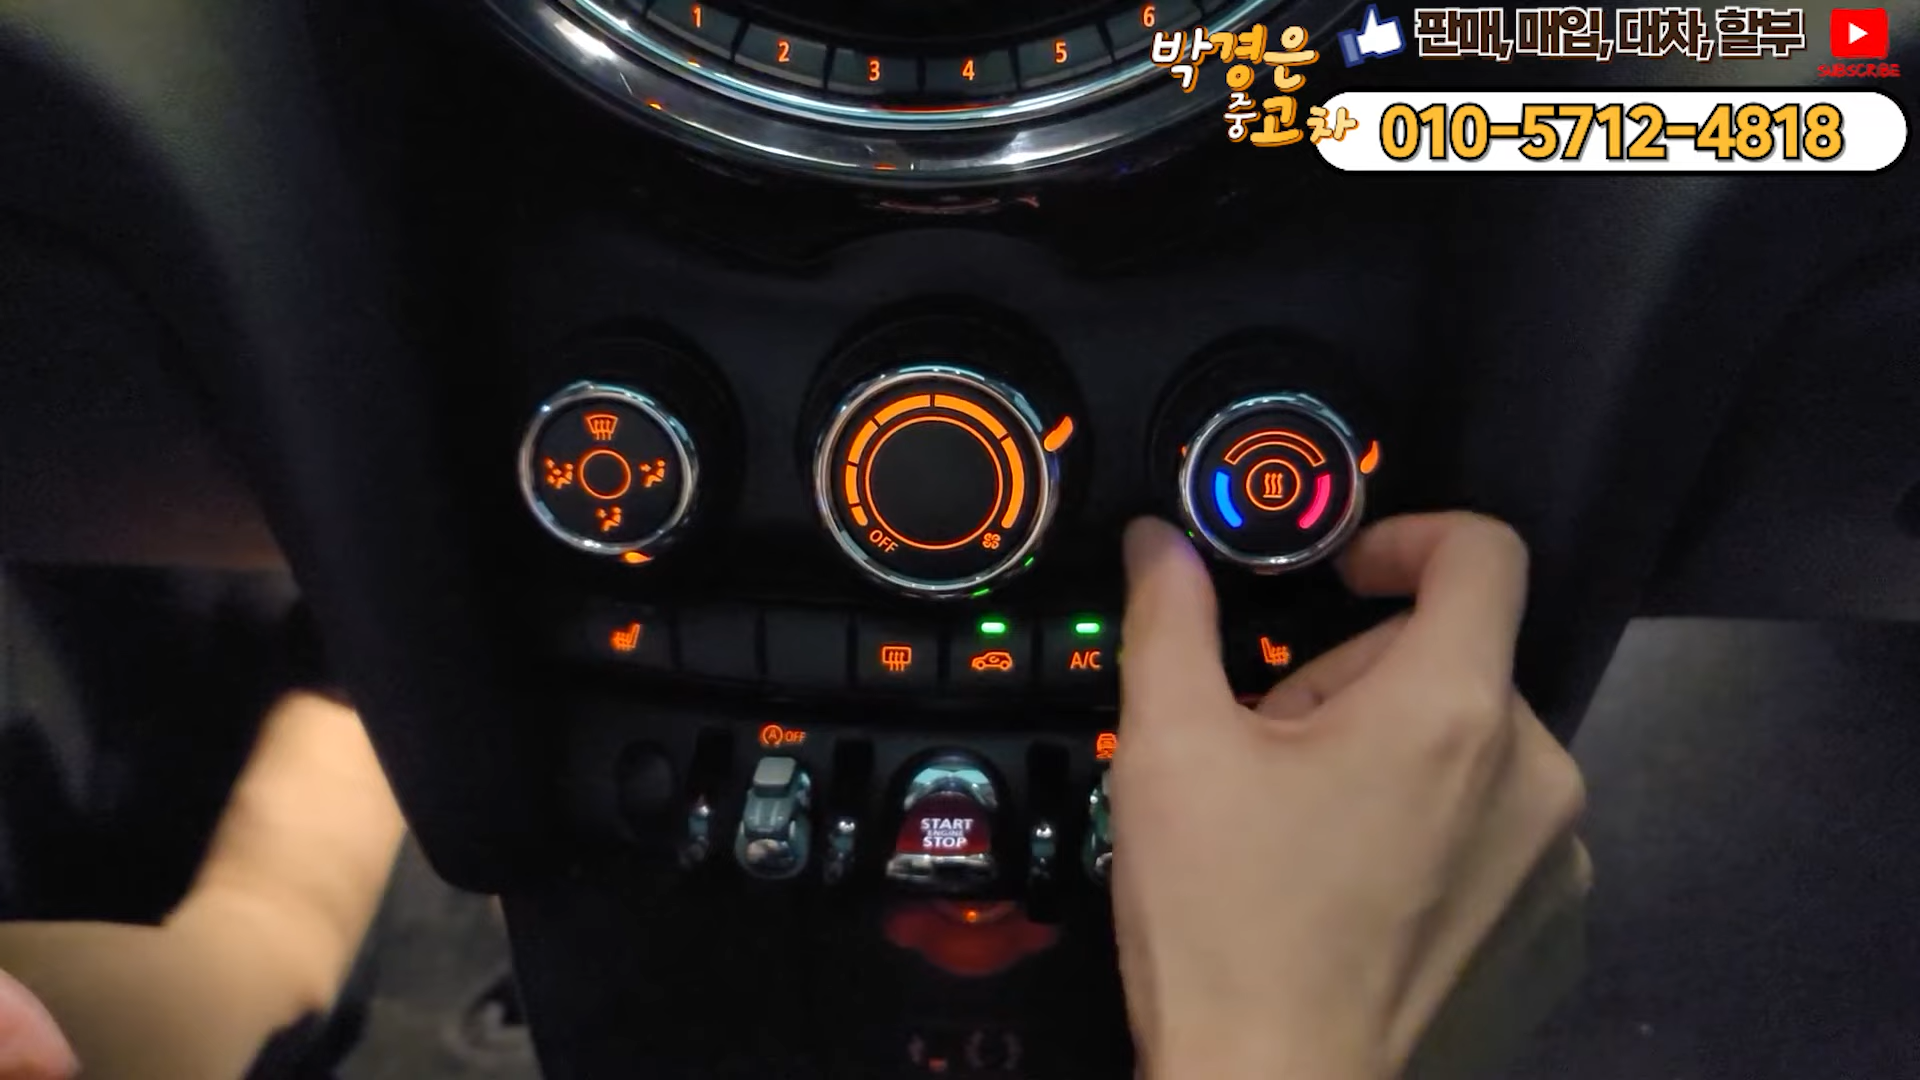 1 2 3 4 5 6
박경은
중고차
판매, 매입, 대차, 할부
SUBSCRIBE
010-5712-4818
OFF
A/C
A OFF
START
ENGINE
STOP